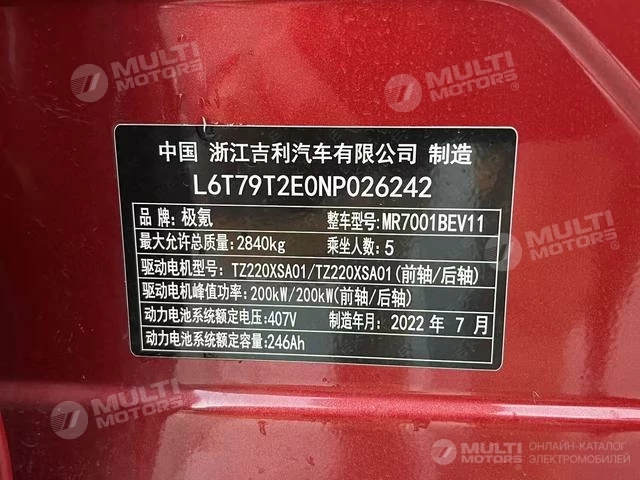 MULTI
MOTORS
MULTI
MOTORS®
中国 浙江吉利汽车有限公司 制造
L6T79T2E0NP026242
品 牌:极氪 整车型号:MR7001BEV11
最大允许总质量:2840kg 乘坐人数:5
驱动电机型号:TZ220XSA01/TZ220XSA01(前轴/后轴)
驱动电机峰值功率:200kW/200kW(前轴/后轴)
动力电池系统额定电压:407V 制造年月:2022 年 7 月
动力电池系统额定容量:246Ah
MULTI
MOTORS
MULTI
MOTORS
ОНЛАЙН-КАТАЛОГ
ЭЛЕКТРОМОБИЛЕЙ